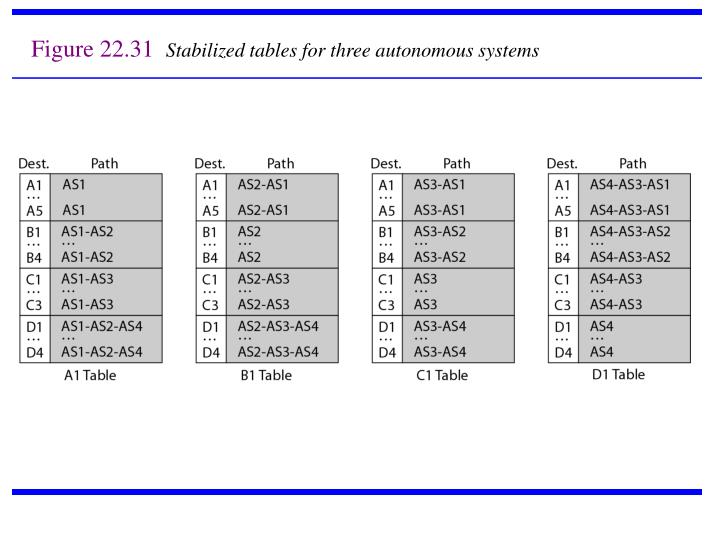 Figure 22.31 Stabilized tables for three autonomous systems
Dest. Path
A1 AS1
...
A5 AS1
B1 AS1-AS2
... ...
B4 AS1-AS2
C1 AS1-AS3
... ...
C3 AS1-AS3
D1 AS1-AS2-AS4
... ...
D4 AS1-AS2-AS4
A1 Table
Dest. Path
A1 AS2-AS1
...
A5 AS2-AS1
B1 AS2
... ...
B4 AS2
C1 AS2-AS3
... ...
C3 AS2-AS3
D1 AS2-AS3-AS4
... ...
D4 AS2-AS3-AS4
B1 Table
Dest. Path
A1 AS3-AS1
...
A5 AS3-AS1
B1 AS3-AS2
... ...
B4 AS3-AS2
C1 AS3
... ...
C3 AS3
D1 AS3-AS4
... ...
D4 AS3-AS4
C1 Table
Dest. Path
A1 AS4-AS3-AS1
...
A5 AS4-AS3-AS1
B1 AS4-AS3-AS2
... ...
B4 AS4-AS3-AS2
C1 AS4-AS3
... ...
C3 AS4-AS3
D1 AS4
... ...
D4 AS4
D1 Table